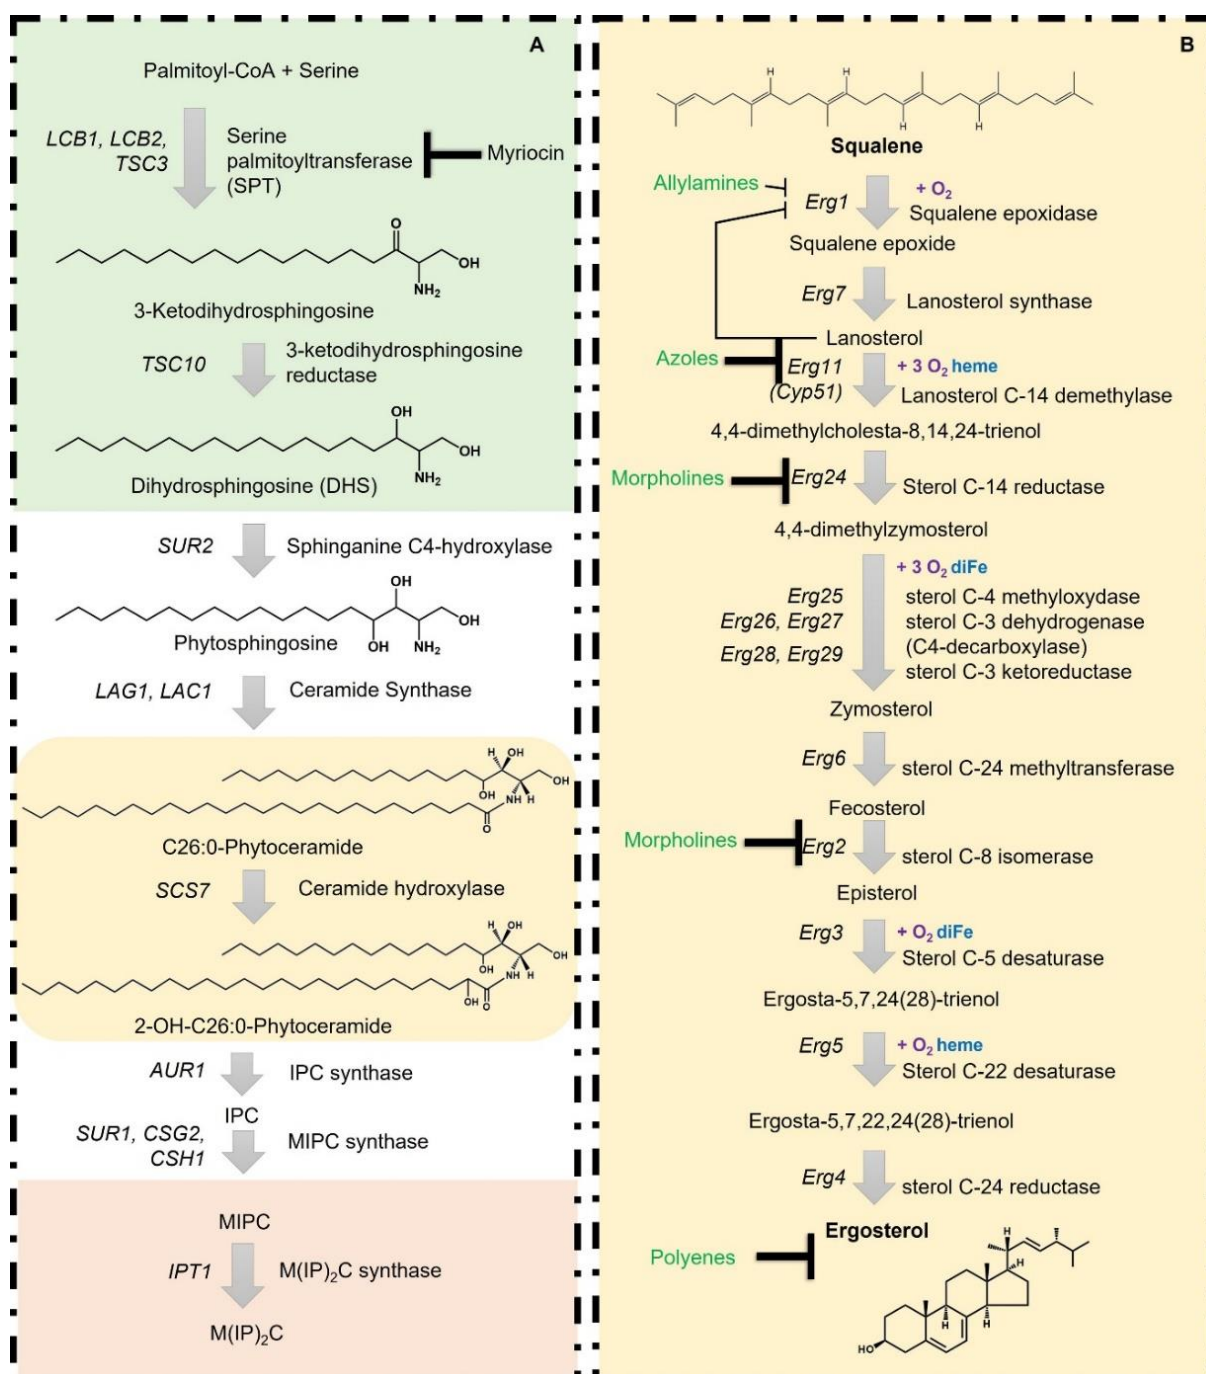 A
Palmitoyl-CoA + Serine
LCB1, LCB2,
TSC3
Serine
palmitoyltransferase
(SPT)
Myriocin
O
OH
NH2
3-Ketodihydrosphingosine
TSC10
3-ketodihydrosphingosine
reductase
OH
OH
NH2
Dihydrosphingosine (DHS)
SUR2
Sphinganine C4-hydroxylase
OH
OH
Phytosphingosine
OH
NH2
LAG1, LAC1
Ceramide Synthase
H
OH
OH
OH
NH
H
O
C26:0-Phytoceramide
SCS7
Ceramide hydroxylase
H
OH
OH
OH
NH
H
OH
O
2-OH-C26:0-Phytoceramide
AUR1
IPC synthase
IPC
SUR1, CSG2,
CSH1
MIPC synthase
MIPC
IPT1
M(IP)2C synthase
M(IP)2C
B
H
H
H
H
Squalene
Allylamines
Erg1
+ O2
Squalene epoxidase
Squalene epoxide
Erg7
Lanosterol synthase
Lanosterol
Azoles
Erg11
(Cyp51)
+ 3 O2 heme
Lanosterol C-14 demethylase
4,4-dimethylcholesta-8,14,24-trienol
Morpholines
Erg24
Sterol C-14 reductase
4,4-dimethylzymosterol
+ 3 O2 diFe
Erg25
Erg26, Erg27
Erg28, Erg29
sterol C-4 methyloxydase
sterol C-3 dehydrogenase
(C4-decarboxylase)
sterol C-3 ketoreductase
Zymosterol
Erg6
sterol C-24 methyltransferase
Fecosterol
Morpholines
Erg2
sterol C-8 isomerase
Episterol
Erg3
+ O2 diFe
Sterol C-5 desaturase
Ergosta-5,7,24(28)-trienol
Erg5
+ O2 heme
Sterol C-22 desaturase
Ergosta-5,7,22,24(28)-trienol
Erg4
sterol C-24 reductase
Ergosterol
Polyenes
H
H
H
H
HO